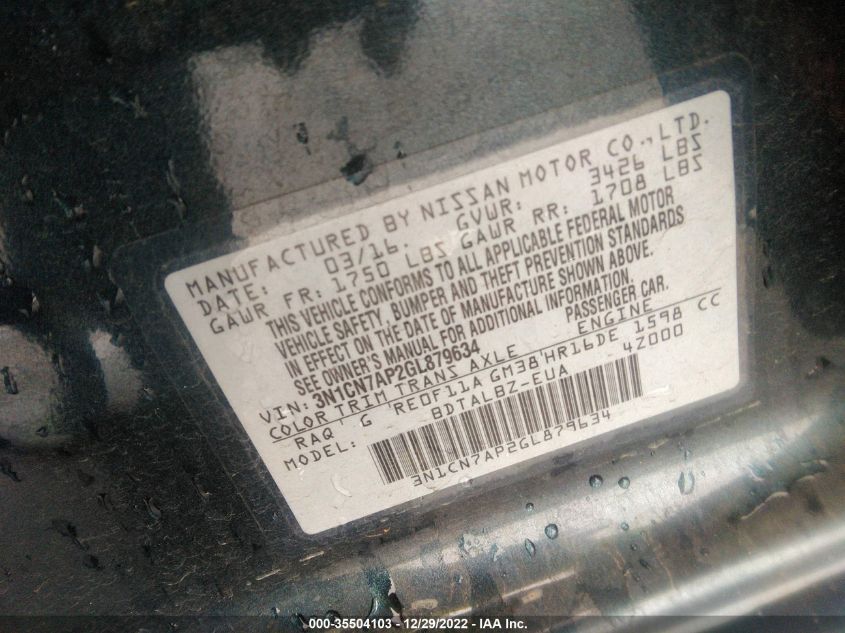 MANUFACTURED BY NISSAN MOTOR CO., LTD.
DATE: 03/16. GVWR: 3426 LBS
GAWR FR: 1750 LBS GAWR RR: 1708 LBS
THIS VEHICLE CONFORMS TO ALL APPLICABLE FEDERAL MOTOR
VEHICLE SAFETY, BUMPER AND THEFT PREVENTION STANDARDS
IN EFFECT ON THE DATE OF MANUFACTURE SHOWN ABOVE.
SEE OWNER'S MANUAL FOR ADDITIONAL INFORMATION.
VIN: 3N1CN7AP2GL879634 PASSENGER CAR.
COLOR TRIM TRANS AXLE ENGINE
RAQ' G 'RE0F11A GM38'HR16DE 1598 CC
MODEL: BDTALBZ-EUA 42000
3N1CN7AP2GL879634
000-35504103 - 12/29/2022 - IAA Inc.